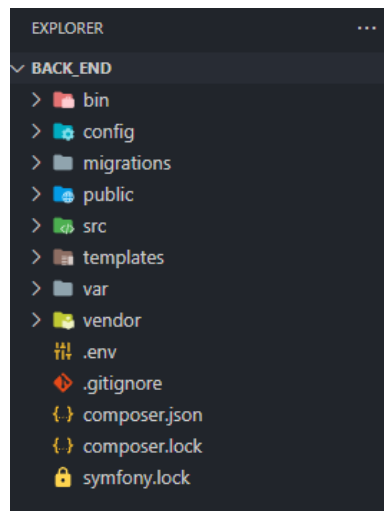 EXPLORER ...
BACK_END
bin
config
migrations
public
src
templates
var
vendor
.env
.gitignore
composer.json
composer.lock
symfony.lock